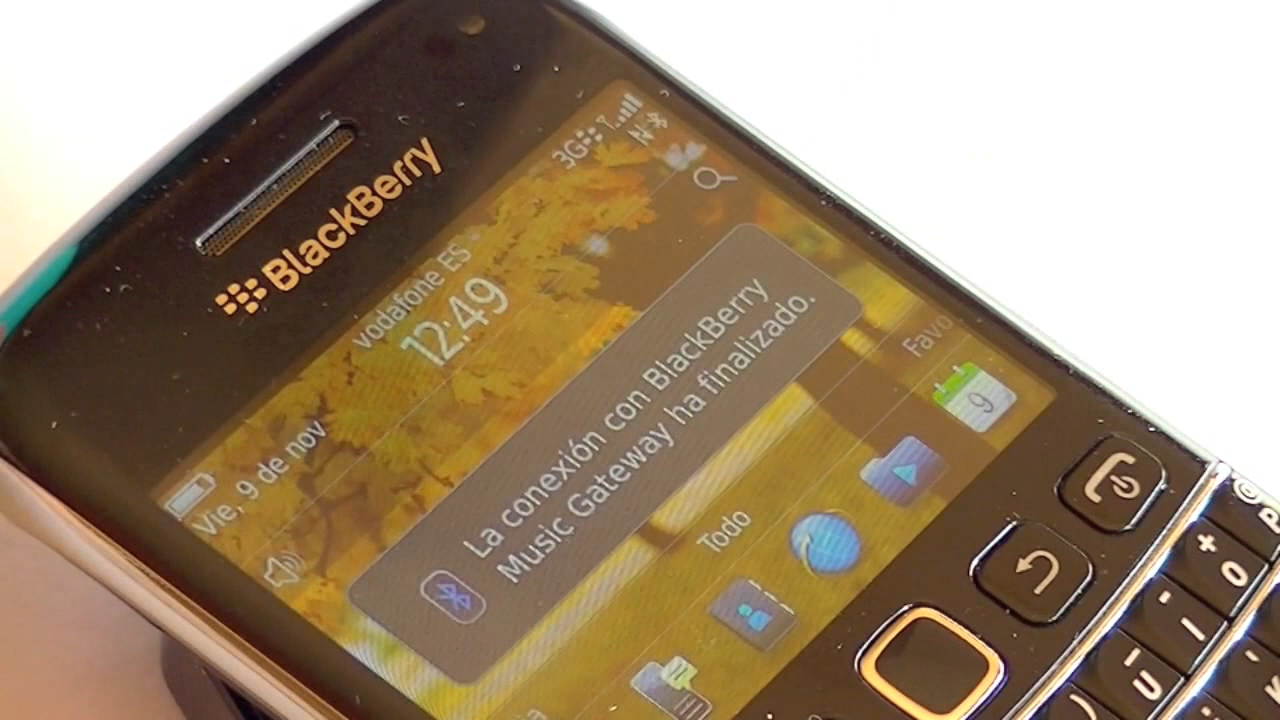 BlackBerry
3G
vodafone ES
12:49
Vie, 9 de nov
La conexión con BlackBerry
Music Gateway ha finalizado.
Favo
Todo
9
+
O
-
I
U
P
@